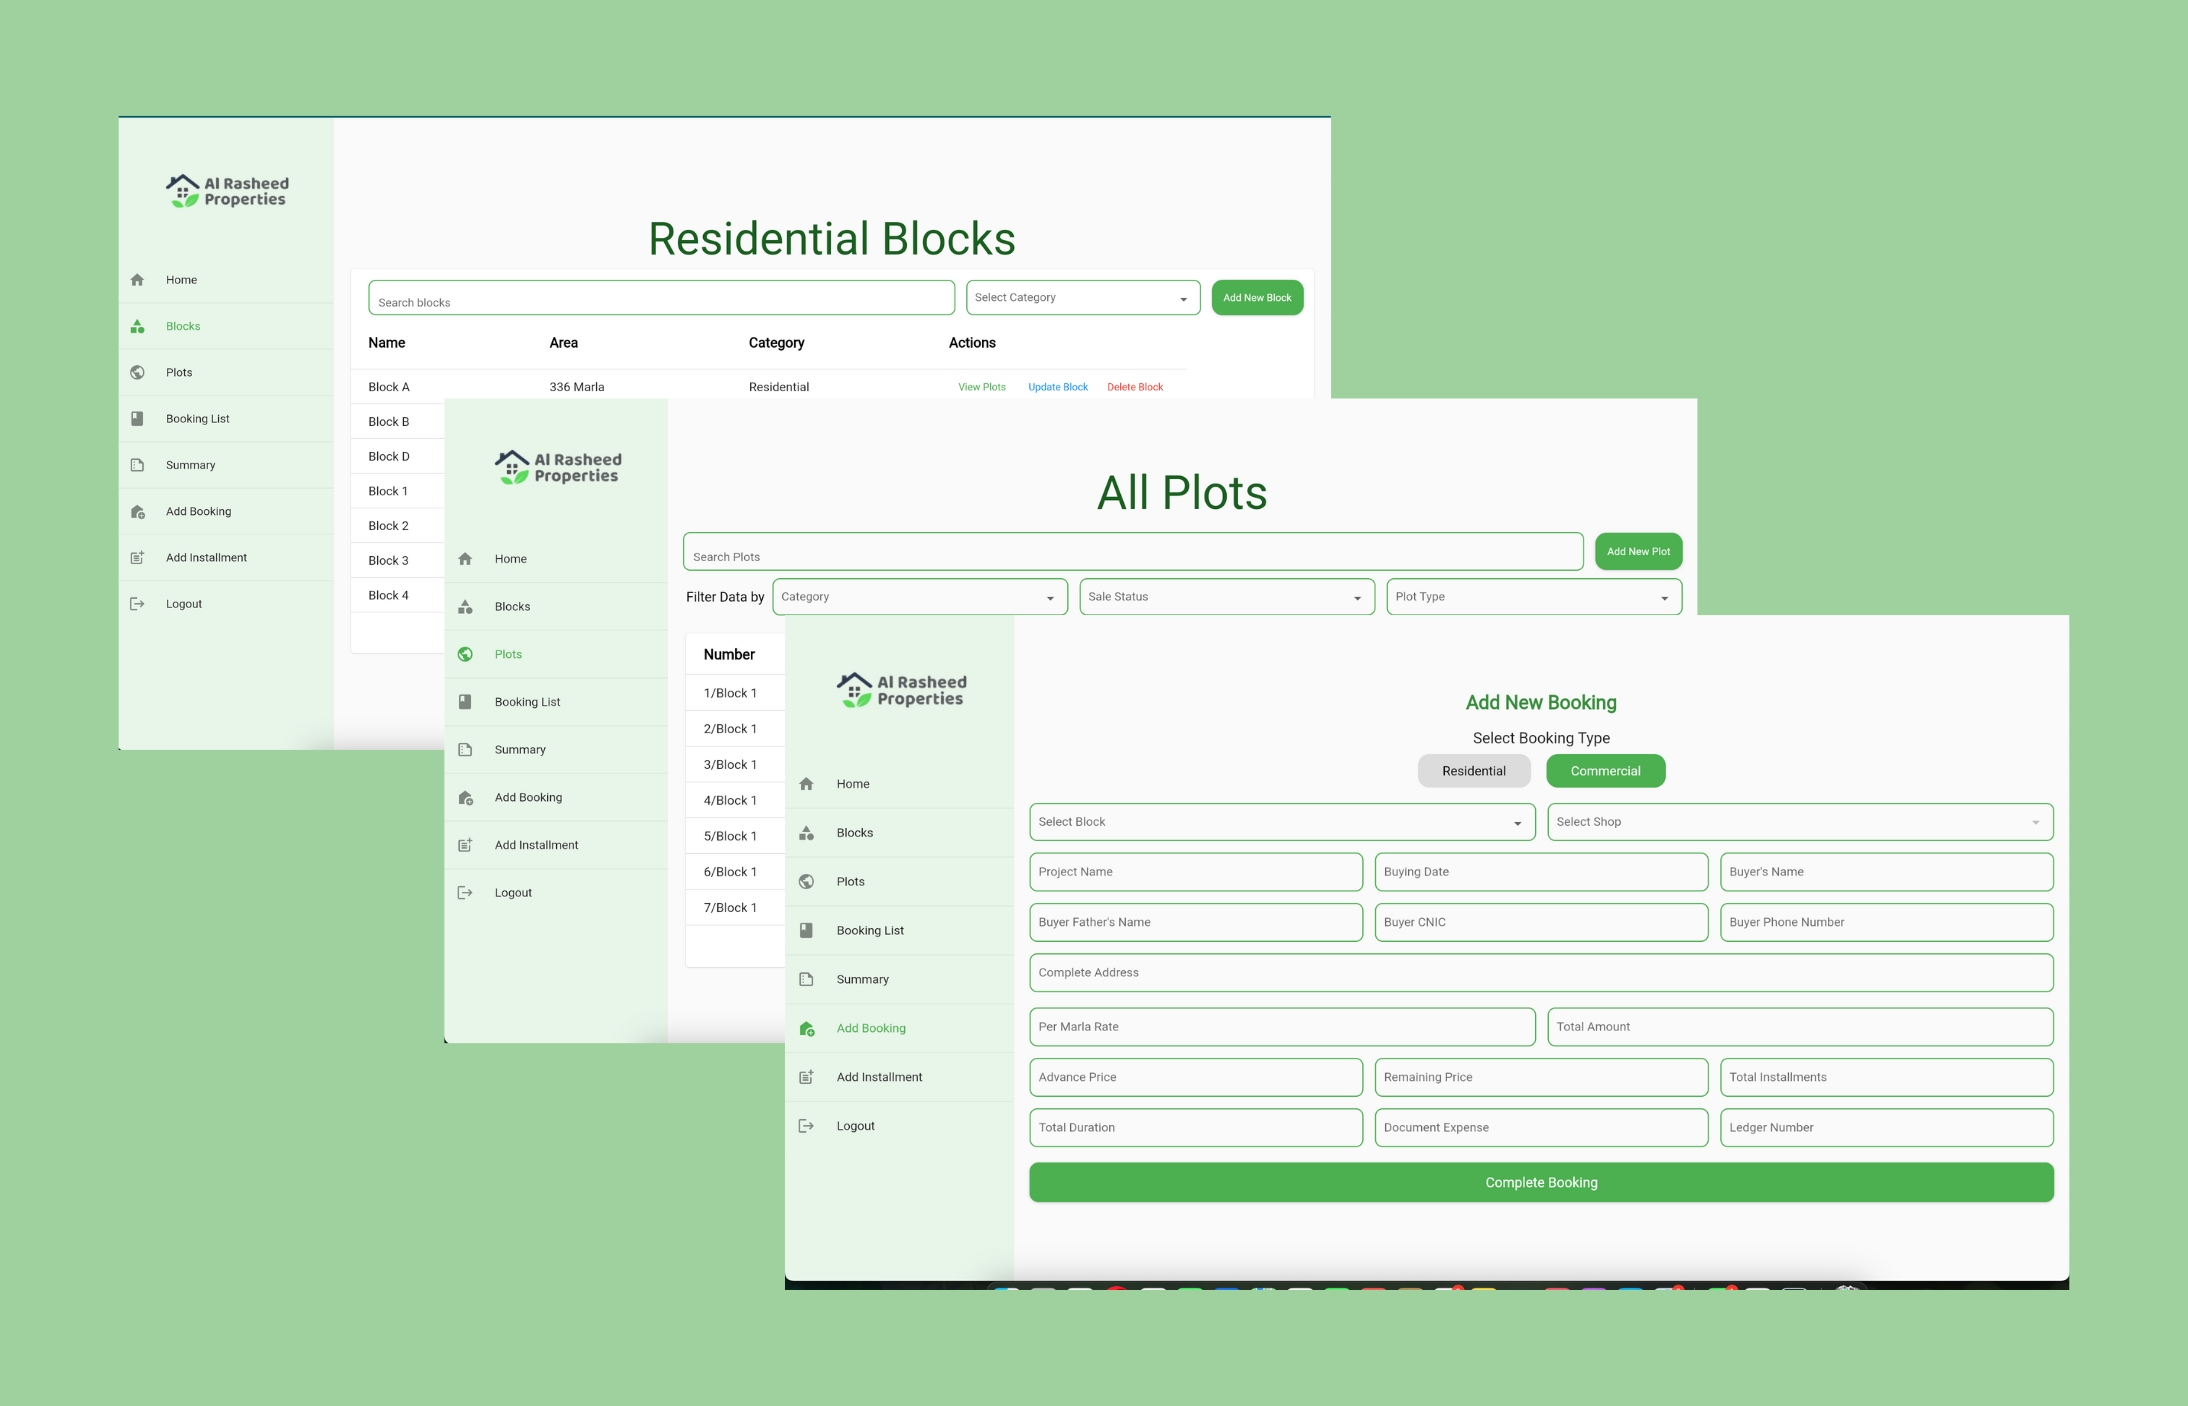 Al Rasheed
Properties
Home
Blocks
Plots
Booking List
Summary
Add Booking
Add Installment
Logout
Residential Blocks
Search blocks
Select Category
Add New Block
Name Area Category Actions
Block A 336 Marla Residential View Plots Update Block Delete Block
Block B
Block D
Block 1
Block 2
Block 3
Block 4
Al Rasheed
Properties
Home
Blocks
Plots
Booking List
Summary
Add Booking
Add Installment
Logout
All Plots
Search Plots
Add New Plot
Filter Data by Category Sale Status Plot Type
Number
1/Block 1
2/Block 1
3/Block 1
4/Block 1
5/Block 1
6/Block 1
7/Block 1
Al Rasheed
Properties
Home
Blocks
Plots
Booking List
Summary
Add Booking
Add Installment
Logout
Add New Booking
Select Booking Type
Residential Commercial
Select Block Select Shop
Project Name Buying Date Buyer's Name
Buyer Father's Name Buyer CNIC Buyer Phone Number
Complete Address
Per Marla Rate Total Amount
Advance Price Remaining Price Total Installments
Total Duration Document Expense Ledger Number
Complete Booking